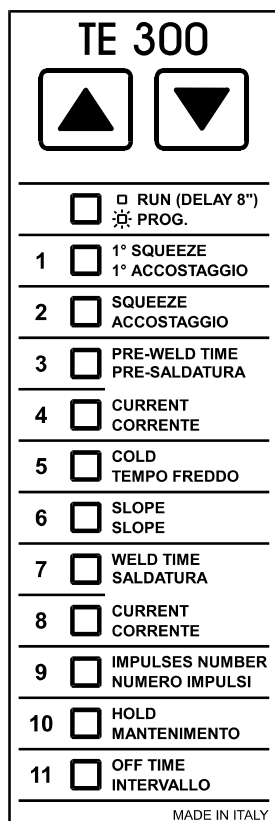 TE 300
RUN (DELAY 8")
PROG.
1 1° SQUEEZE
1° ACCOSTAGGIO
2 SQUEEZE
ACCOSTAGGIO
3 PRE-WELD TIME
PRE-SALDATURA
4 CURRENT
CORRENTE
5 COLD
TEMPO FREDDO
6 SLOPE
SLOPE
7 WELD TIME
SALDATURA
8 CURRENT
CORRENTE
9 IMPULSES NUMBER
NUMERO IMPULSI
10 HOLD
MANTENIMENTO
11 OFF TIME
INTERVALLO
MADE IN ITALY